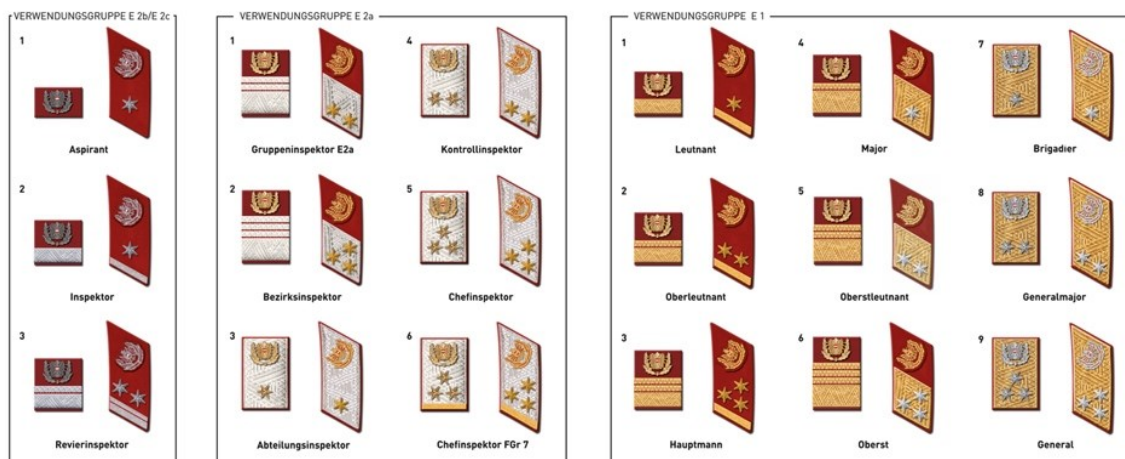 VERWENDUNGSGRUPPE E 2b/E 2c
1
Aspirant
2
Inspektor
3
Revierinspektor
VERWENDUNGSGRUPPE E 2a
1
Gruppeninspektor E2a
2
Bezirksinspektor
3
Abteilungsinspektor
4
Kontrollinspektor
5
Chefinspektor
6
Chefinspektor FGr 7
VERWENDUNGSGRUPPE E 1
1
Leutnant
2
Oberleutnant
3
Hauptmann
4
Major
5
Oberstleutnant
6
Oberst
7
Brigadier
8
Generalmajor
9
General